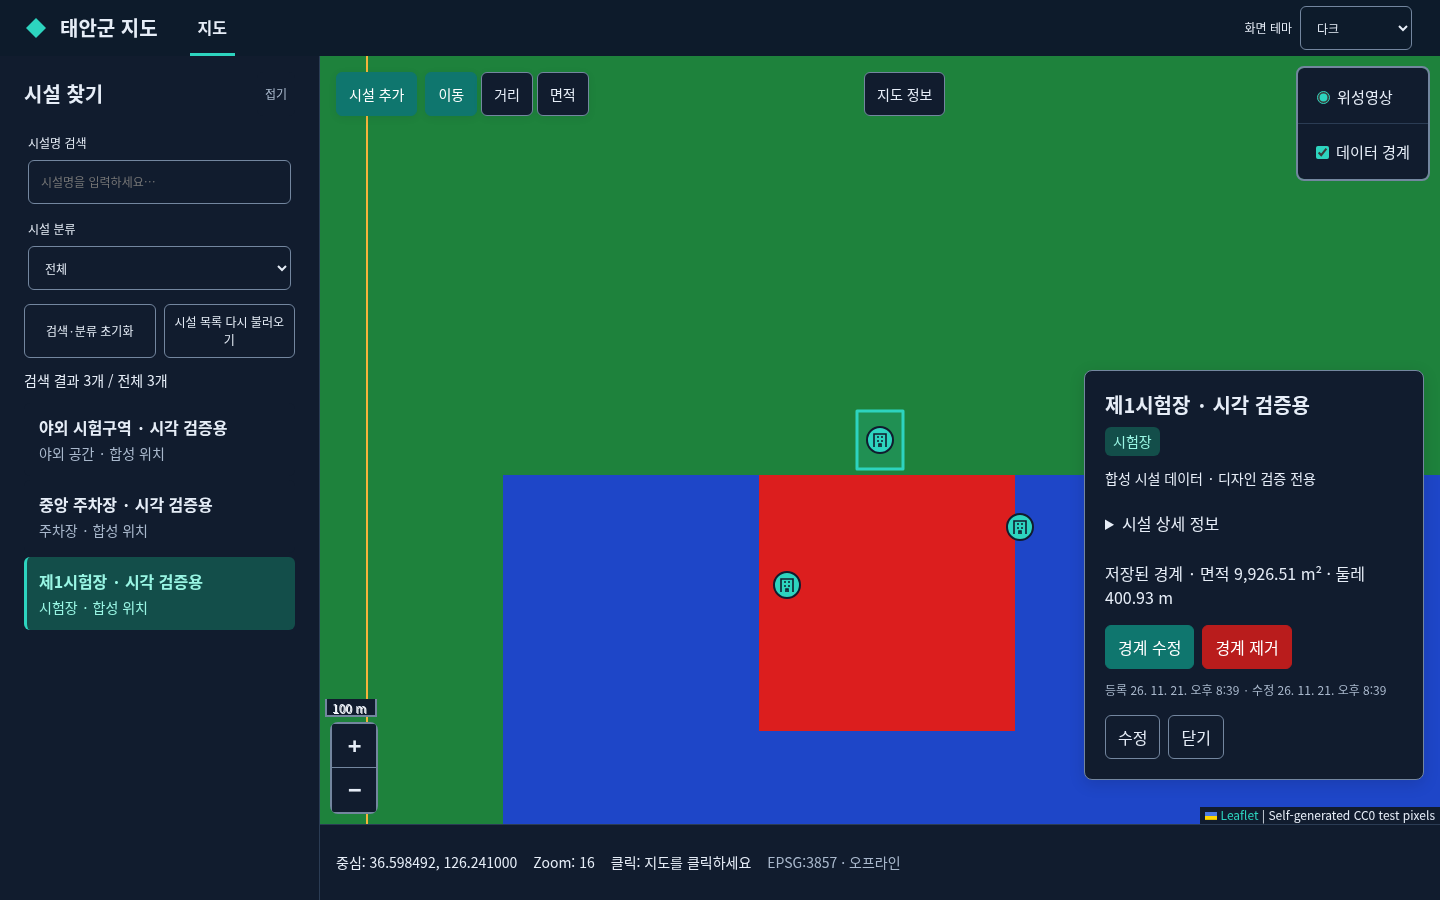 태안군 지도
지도
화면 테마
다크
시설 찾기
접기
시설명 검색
시설명을 입력하세요…
시설 분류
전체
검색·분류 초기화
시설 목록 다시 불러오
기
검색 결과 3개 / 전체 3개
야외 시험구역 · 시각 검증용
야외 공간 · 합성 위치
중앙 주차장 · 시각 검증용
주차장 · 합성 위치
제1시험장 · 시각 검증용
시험장 · 합성 위치
시설 추가
이동
거리
면적
지도 정보
위성영상
데이터 경계
제1시험장 · 시각 검증용
시험장
합성 시설 데이터 · 디자인 검증 전용
▶ 시설 상세 정보
저장된 경계 · 면적 9,926.51 m² · 둘레
400.93 m
경계 수정
경계 제거
등록 26. 11. 21. 오후 8:39 · 수정 26. 11. 21. 오후 8:39
수정
닫기
100 m
+
−
Leaflet | Self-generated CC0 test pixels
중심: 36.598492, 126.241000
Zoom: 16
클릭: 지도를 클릭하세요
EPSG:3857 · 오프라인